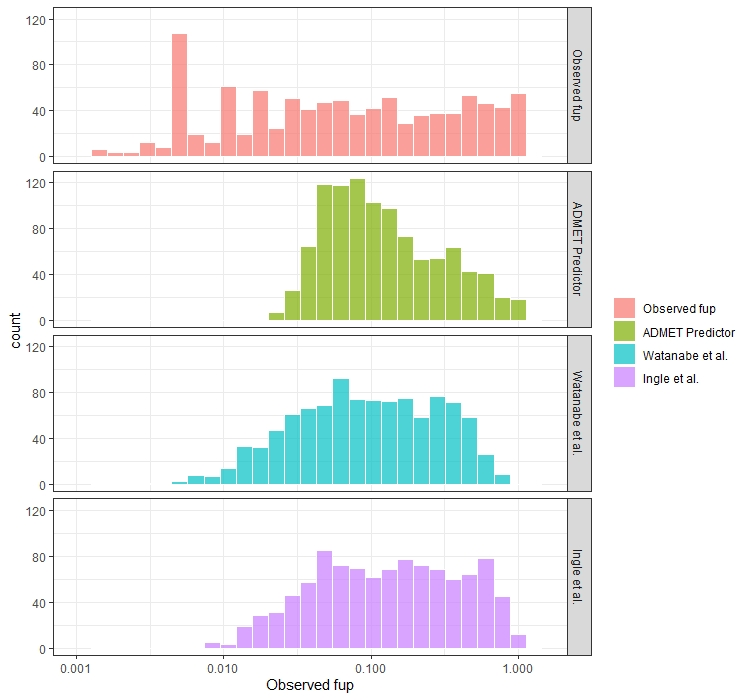 120
80
40
0
Observed fup
120
80
40
0
ADMET Predictor
120
80
40
0
Watanabe et al.
120
80
40
0
Ingle et al.
count
0.001
0.010
0.100
1.000
Observed fup
Observed fup
ADMET Predictor
Watanabe et al.
Ingle et al.